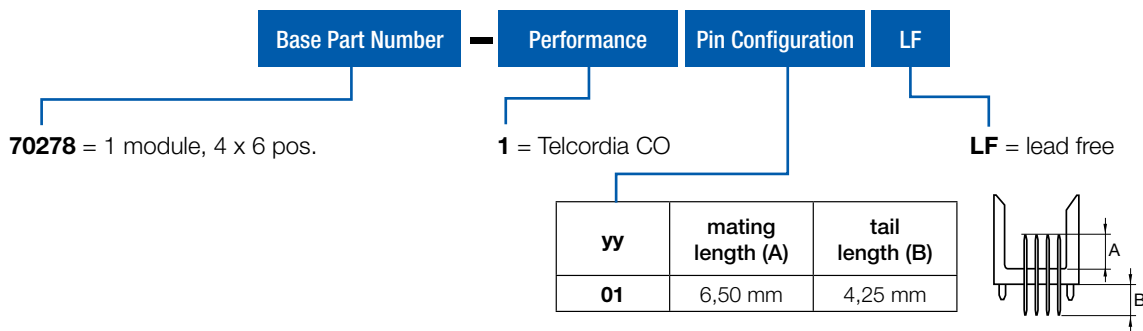 Base Part Number – Performance Pin Configuration LF
70278 = 1 module, 4 x 6 pos.
1 = Telcordia CO
LF = lead free
yy mating length (A) tail length (B)
01 6,50 mm 4,25 mm
A
B